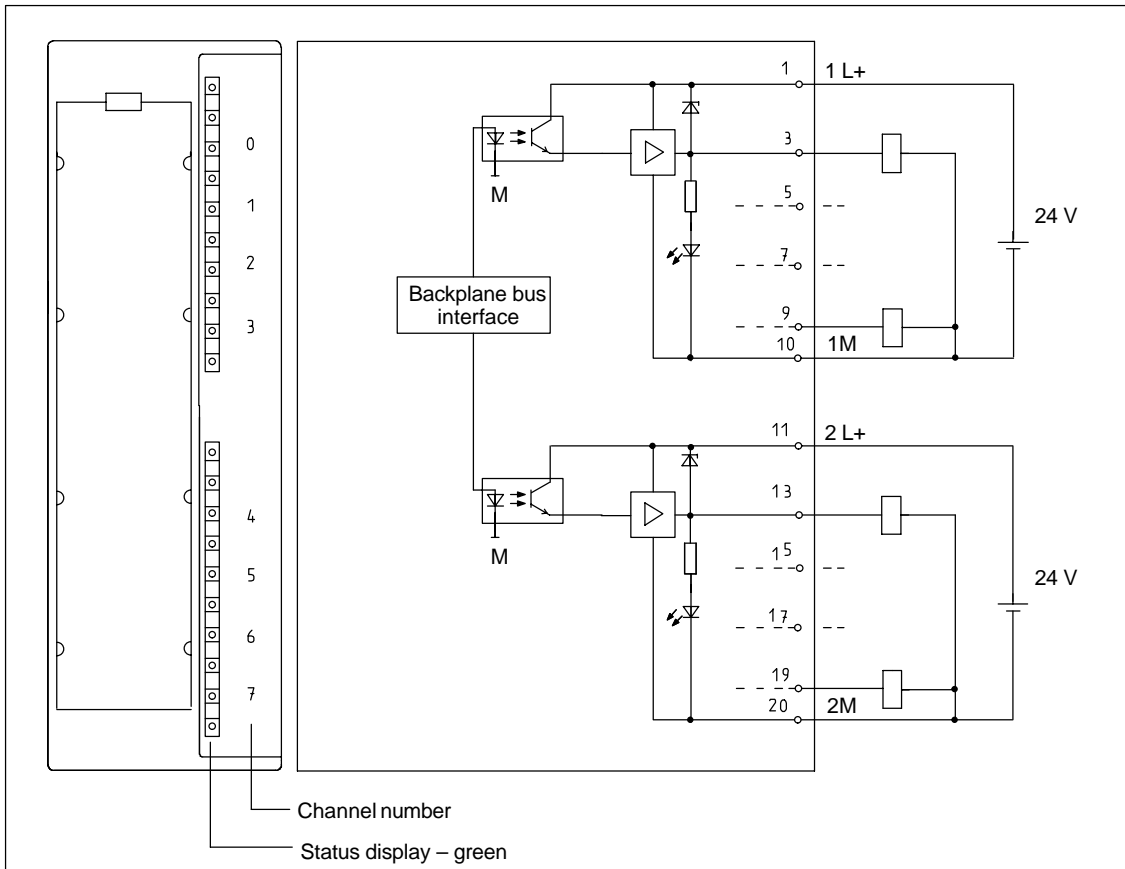 0
1
2
3
4
5
6
7
Channel number
Status display – green
Backplane bus
interface
M
M
1 1 L+
3
5
7
9
10 1M
24 V
11 2 L+
13
15
17
19
20 2M
24 V